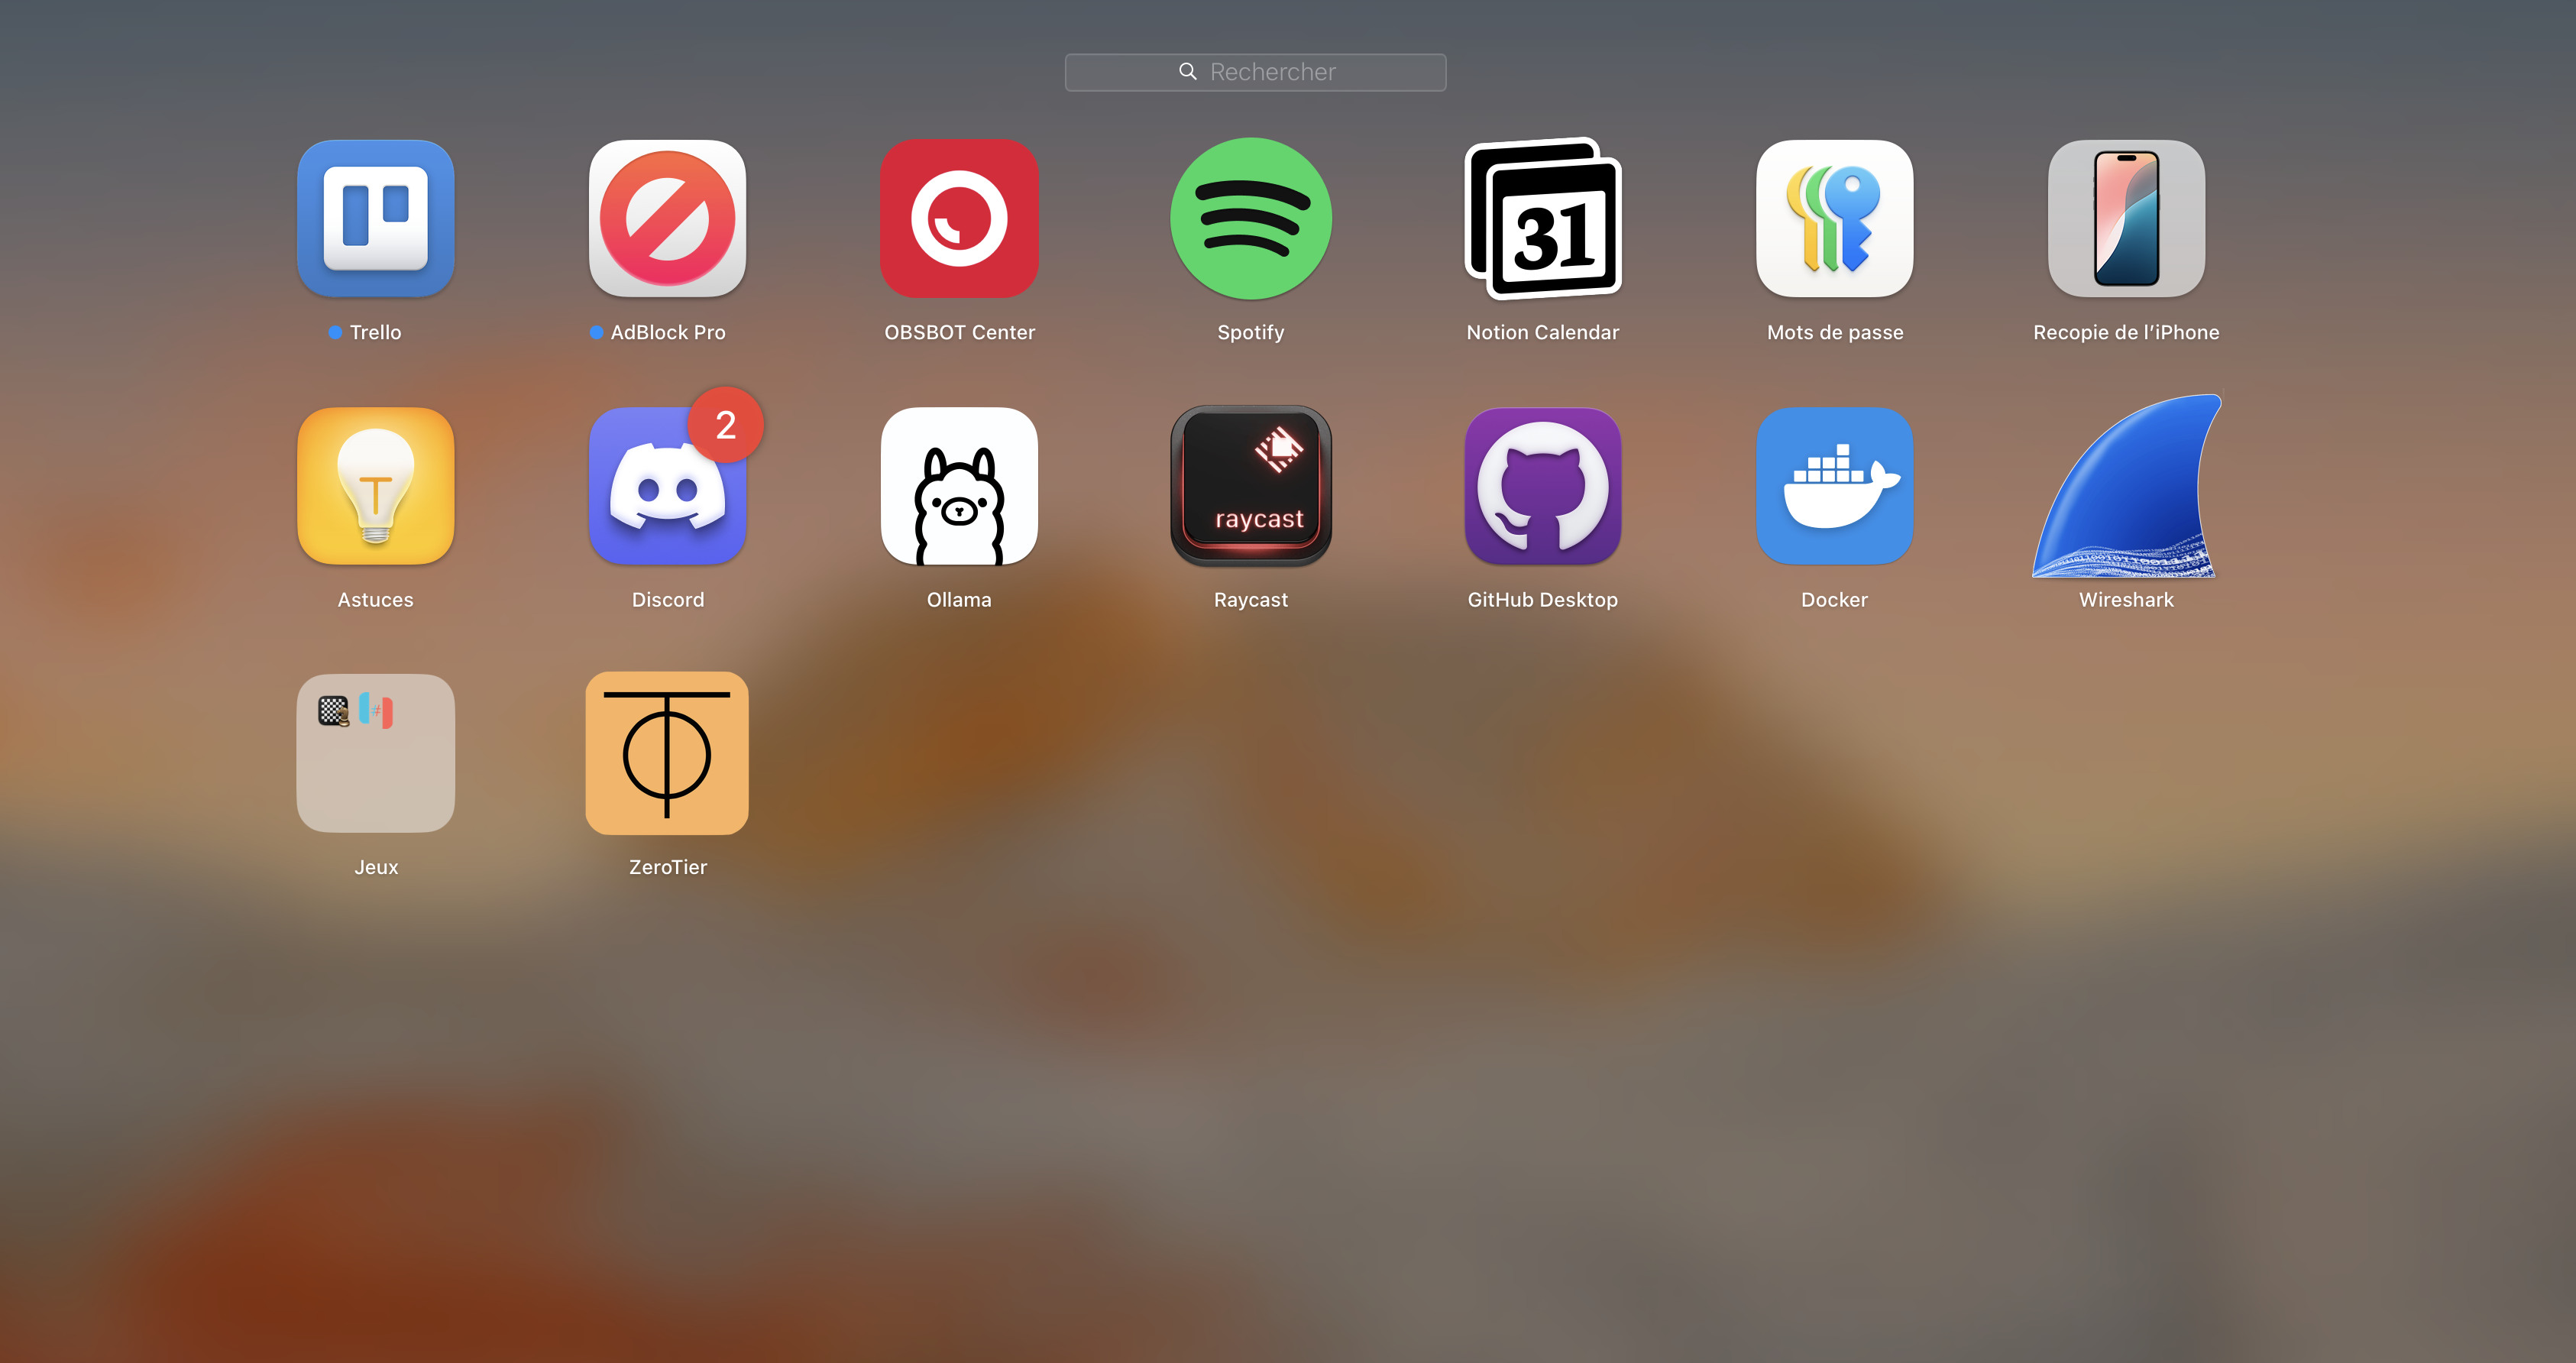 Rechercher
31
Trello
AdBlock Pro
OBSBOT Center
Spotify
Notion Calendar
Mots de passe
Recopie de l’iPhone
2
raycast
Astuces
Discord
Ollama
Raycast
GitHub Desktop
Docker
Wireshark
#
Jeux
ZeroTier